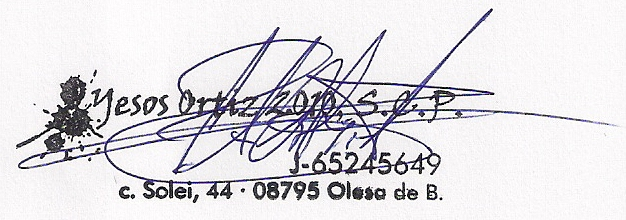 Yesos Ortiz 2010, S.C.P.
J-65245649
c. Solei, 44 · 08795 Olesa de B.